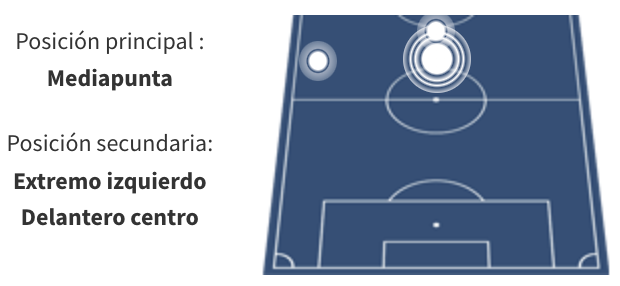 Posición principal :
Mediapunta
Posición secundaria:
Extremo izquierdo
Delantero centro